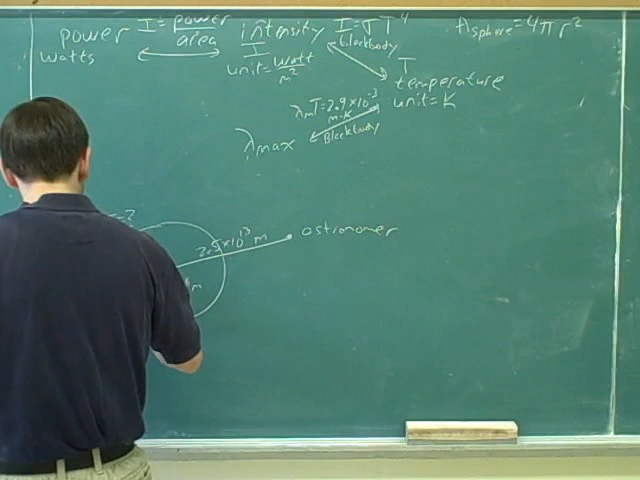 power
watts
I = power/area
intensity
I
unit = watt/m²
I = σT⁴
blackbody
A sphere = 4πr²
T
temperature
unit = K
λmT = 2.9×10⁻³
m·K
Blackbody
λmax
=?
2.5×10¹³ m
astronomer
m